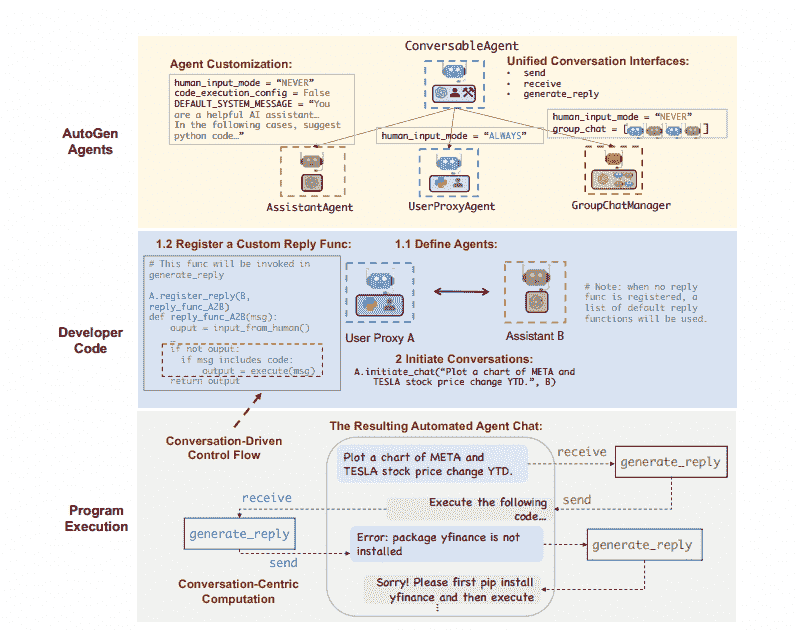 ConversableAgent
Agent Customization:
human_input_mode = “NEVER”
code_execution_config = False
DEFAULT_SYSTEM_MESSAGE = “You
are a helpful AI assistant…
In the following cases, suggest
python code…”
Unified Conversation Interfaces:
• send
• receive
• generate_reply
human_input_mode = “NEVER”
group_chat = [ ]
human_input_mode = “ALWAYS”
AutoGen
Agents
AssistantAgent
UserProxyAgent
GroupChatManager
1.2 Register a Custom Reply Func:
# This func will be invoked in
generate_reply
A.register_reply(B,
reply_func_A2B)
def reply_func_A2B(msg):
ouput = input_from_human()
…
if not ouput:
if msg includes code:
output = execute(msg)
return output
1.1 Define Agents:
User Proxy A
Assistant B
# Note: when no reply
func is registered, a
list of default reply
functions will be used.
Developer
Code
2 Initiate Conversations:
A.initiate_chat(“Plot a chart of META and
TESLA stock price change YTD.”, B)
Conversation-Driven
Control Flow
The Resulting Automated Agent Chat:
Plot a chart of META and
TESLA stock price change YTD.
receive
generate_reply
send
Execute the following
code…
receive
generate_reply
send
Error: package yfinance is not
installed
generate_reply
Sorry! Please first pip install
yfinance and then execute
⋮
Program
Execution
Conversation-Centric
Computation